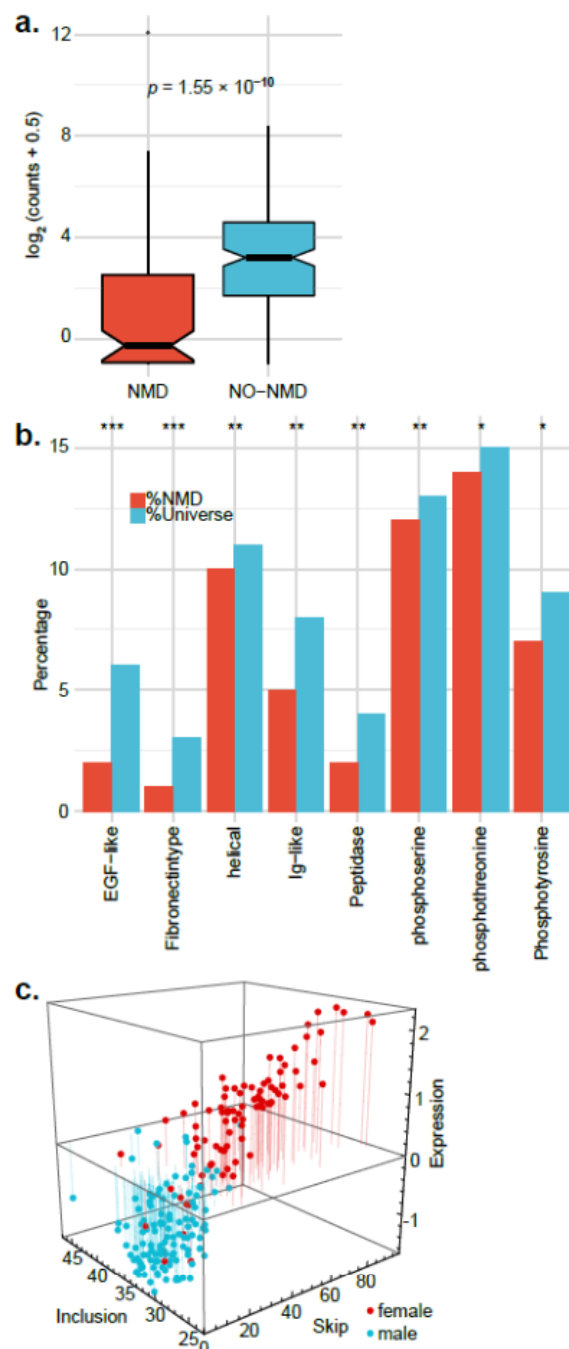 a.
12
8
4
0
log2 (counts + 0.5)
p = 1.55 × 10−10
NMD NO−NMD
b.
*** *** ** ** ** ** * *
15
10
5
0
Percentage
%NMD
%Universe
EGF−like
Fibronectintype
helical
Ig−like
Peptidase
phosphoserine
phosphothreonine
Phosphotyrosine
c.
2
1
0
-1
Expression
45
40
35
30
25
Inclusion
0
20
40
60
80
Skip
female
male